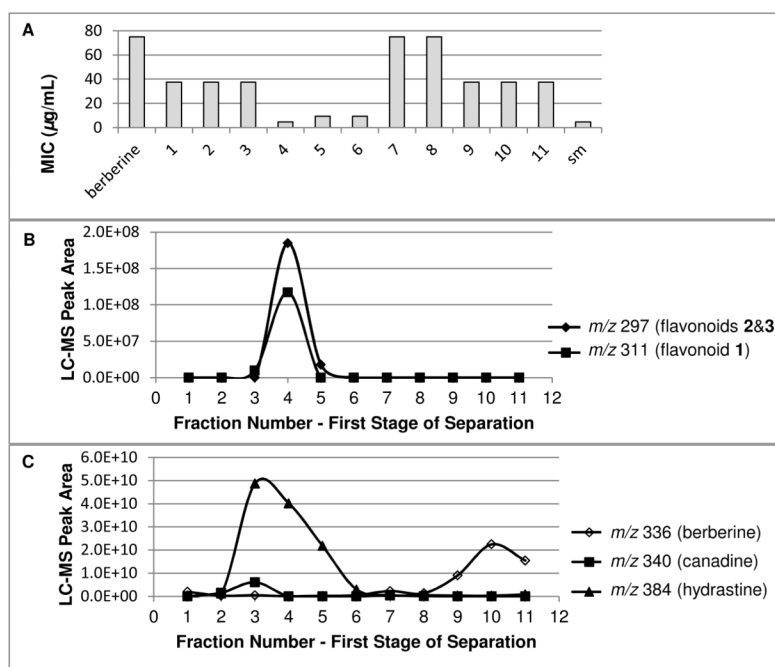 A
MIC (µg/mL)
80
60
40
20
0
berberine 1 2 3 4 5 6 7 8 9 10 11 sm
B
LC-MS Peak Area
2.0E+08
1.5E+08
1.0E+08
5.0E+07
0.0E+00
0 1 2 3 4 5 6 7 8 9 10 11 12
Fraction Number - First Stage of Separation
m/z 297 (flavonoids 2&3
m/z 311 (flavonoid 1)
C
LC-MS Peak Area
6.0E+10
5.0E+10
4.0E+10
3.0E+10
2.0E+10
1.0E+10
0.0E+00
0 1 2 3 4 5 6 7 8 9 10 11 12
Fraction Number - First Stage of Separation
m/z 336 (berberine)
m/z 340 (canadine)
m/z 384 (hydrastine)